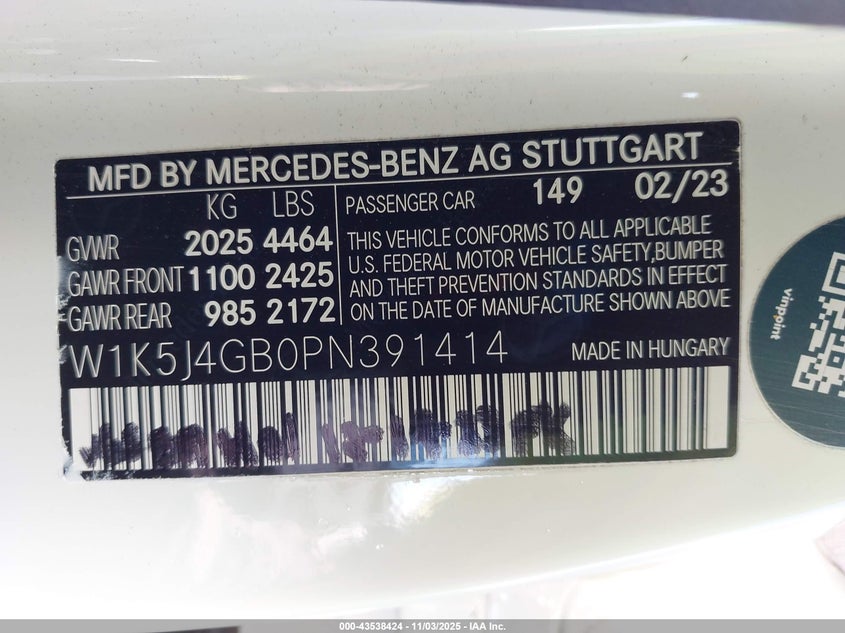 MFD BY MERCEDES-BENZ AG STUTTGART
KG LBS
GVWR 2025 4464
GAWR FRONT 1100 2425
GAWR REAR 985 2172
PASSENGER CAR 149 02/23
THIS VEHICLE CONFORMS TO ALL APPLICABLE
U.S. FEDERAL MOTOR VEHICLE SAFETY,BUMPER
AND THEFT PREVENTION STANDARDS IN EFFECT
ON THE DATE OF MANUFACTURE SHOWN ABOVE
W1K5J4GB0PN391414 MADE IN HUNGARY
vinpoint
000-43538424 - 11/03/2025 - IAA Inc.